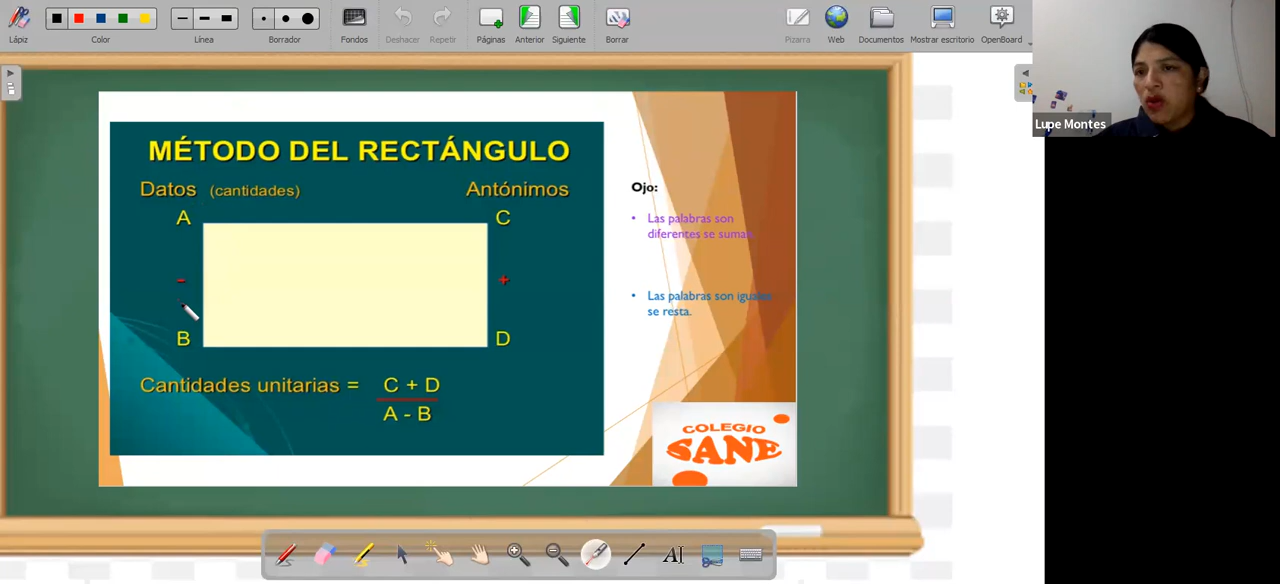 Lápiz
Color
Línea
Borrador
Fondos
Deshacer
Repetir
Páginas
Anterior
Siguiente
Borrar
Pizarra
Web
Documentos
Mostrar escritorio
OpenBoard
Lupe Montes
MÉTODO DEL RECTÁNGULO
Datos (cantidades) Antónimos
A C
- +
B D
Cantidades unitarias = C + D
A - B
Ojo:
• Las palabras son
diferentes se suman
• Las palabras son iguales
se resta.
COLEGIO
SANE
AI